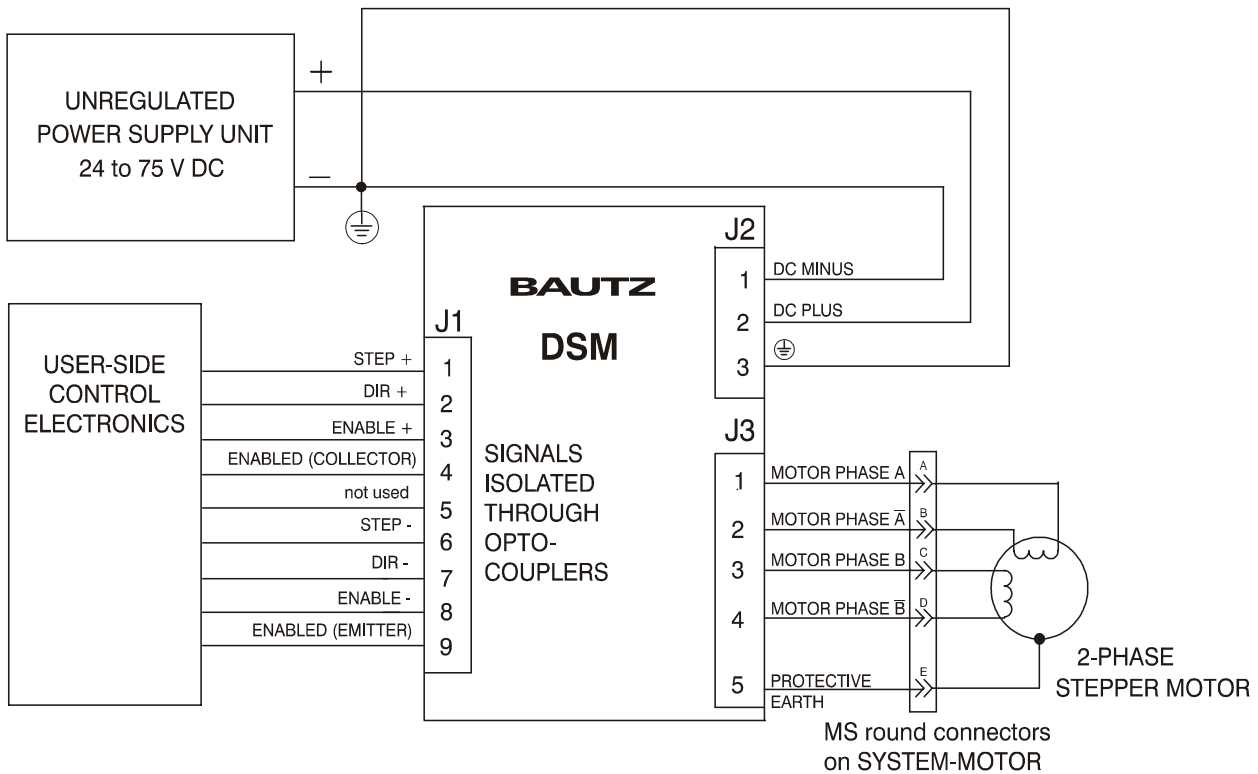 UNREGULATED
POWER SUPPLY UNIT
24 to 75 V DC
+
−
USER-SIDE
CONTROL
ELECTRONICS
STEP +
DIR +
ENABLE +
ENABLED (COLLECTOR)
not used
STEP -
DIR -
ENABLE -
ENABLED (EMITTER)
J1
1
2
3
4
5
6
7
8
9
BAUTZ
DSM
SIGNALS
ISOLATED
THROUGH
OPTO-
COUPLERS
J2
1
2
3
DC MINUS
DC PLUS
J3
1
2
3
4
5
MOTOR PHASE A
MOTOR PHASE A̅
MOTOR PHASE B
MOTOR PHASE B̅
PROTECTIVE
EARTH
A
B
C
D
E
2-PHASE
STEPPER MOTOR
MS round connectors
on SYSTEM-MOTOR